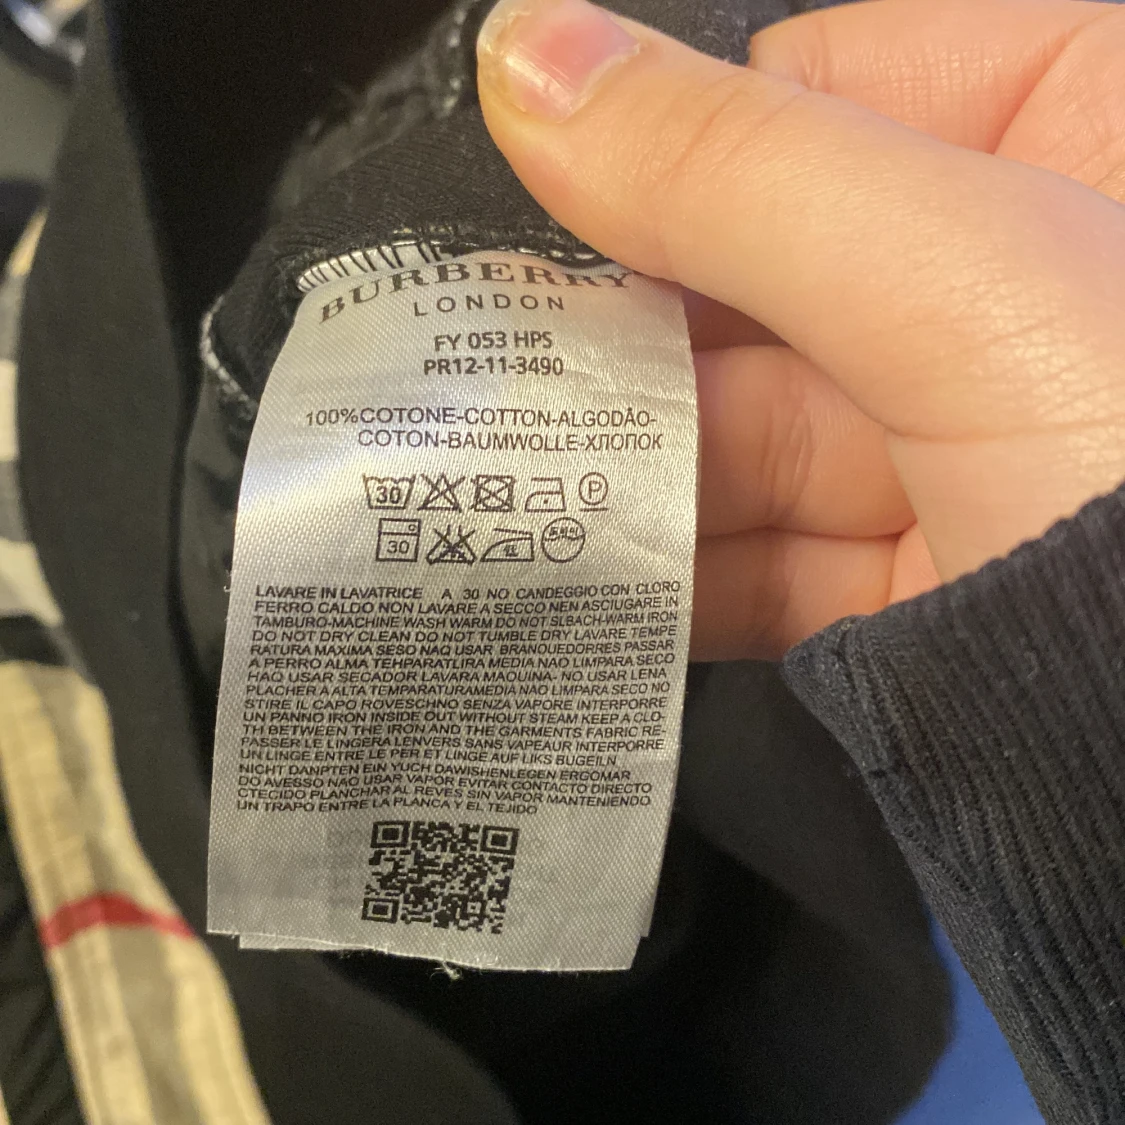 BURBERRY
LONDON
FY 053 HPS
PR12-11-3490
100%COTONE-COTTON-ALGODÃO-
COTON-BAUMWOLLE-ХЛОПОК
30
P
30
LAVARE IN LAVATRICE A 30 NO CANDEGGIO CON CLORO
FERRO CALDO NON LAVARE A SECCO NEN ASCIUGARE IN
TAMBURO-MACHINE WASH WARM DO NOT SLBACH-WARM IRON
DO NOT DRY CLEAN DO NOT TUMBLE DRY LAVARE TEMPE
RATURA MAXIMA SESO NAQ USAR BRANQUEDORRES PASSAR
A PERRO ALMA TEHPARATLIRA MEDIA NAO LIMPARA SECO
HAQ USAR SECADOR LAVARA MAOUINA- NO USAR LENA
PLACHER A ALTA TEMPARATURAMEDIA NAO LIMPARA SECO NO
STIRE IL CAPO ROVESCHNO SENZA VAPORE INTERPORRE
UN PANNO IRON INSIDE OUT WITHOUT STEAM KEEP A CLO-
TH BETWEEN THE IRON AND THE GARMENTS FABRIC RE-
PASSER LE LINGERA LENVERS SANS VAPEAUR INTERPORRE
UN LINGE ENTRE LE PER ET LINGE AUF LIKS BUGEILN
NICHT DANPTEN EIN YUCH DAWISHENLEGEN ERGOMAR
DO AVESSO NAO USAR VAPOR EVITAR CONTACTO DIRECTO
CTECIDO PLANCHAR AL REVES SIN VAPOR MANTENIENDO
UN TRAPO ENTRE LA PLANCA Y EL TEJIDO